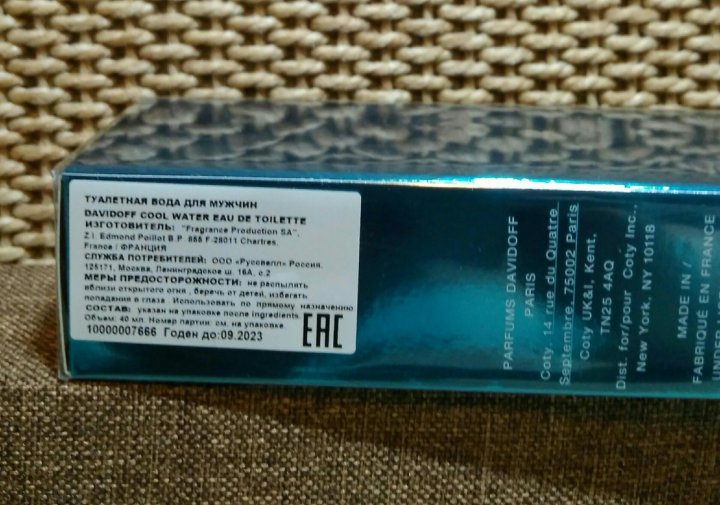 ТУАЛЕТНАЯ ВОДА ДЛЯ МУЖЧИН
DAVIDOFF COOL WATER EAU DE TOILETTE
ИЗГОТОВИТЕЛЬ: "Fragrance Production SA",
Z.I. Edmond Poillot B.P. 888 F-28011 Chartres,
France / ФРАНЦИЯ
СЛУЖБА ПОТРЕБИТЕЛЕЙ: ООО «Руссвелл» Россия,
125171, Москва, Ленинградское ш. 16А, с.2
МЕРЫ ПРЕДОСТОРОЖНОСТИ: не распылять
вблизи открытого огня , беречь от детей, избегать
попадания в глаза. Использовать по прямому назначению
СОСТАВ: указан на упаковке после ingredients.
Объем: 40 мл. Номер партии: см. на упаковке
10000007666 Годен до:09.2023
EAC
PARFUMS DAVIDOFF
PARIS
Coty. 14 rue du Quatre
Septembre, 75002 Paris
Coty UK&I, Kent.
TN25 4AQ
Dist. for/pour . Coty Inc.,
New York, NY 10118
MADE IN /
FABRIQUÉ EN FRANCE